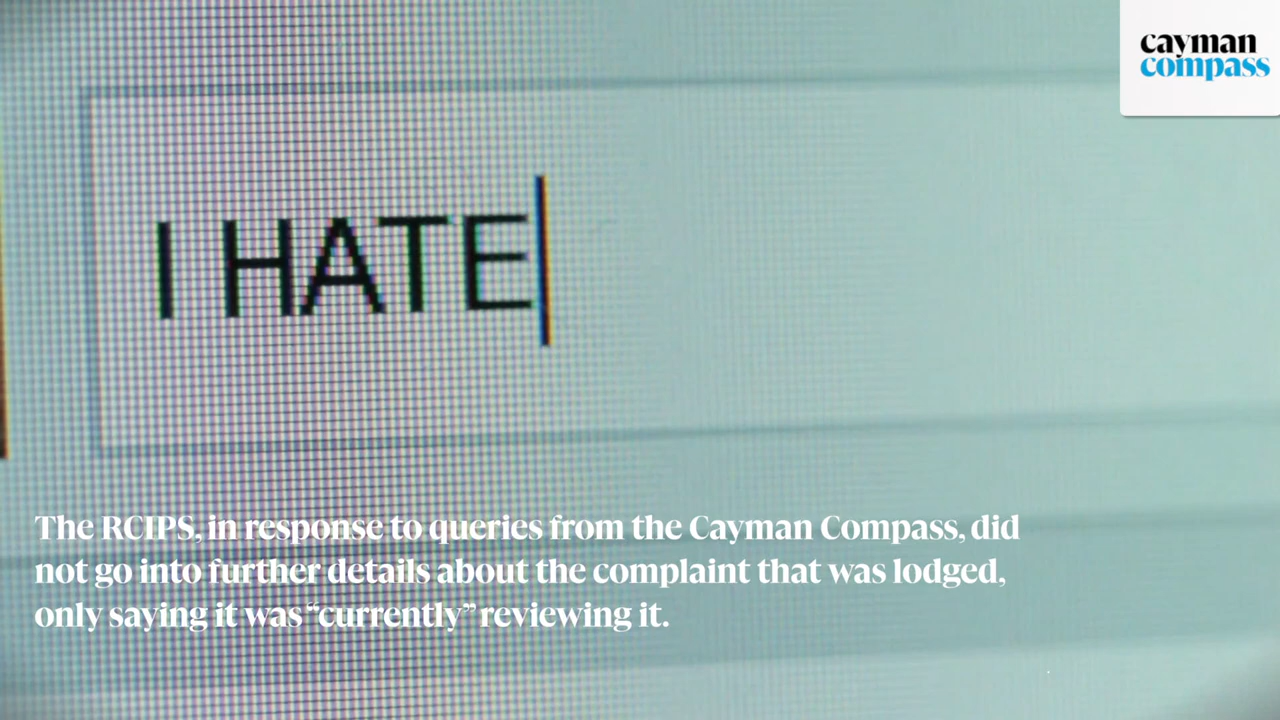 cayman
compass
I HATE
The RCIPS, in response to queries from the Cayman Compass, did
not go into further details about the complaint that was lodged,
only saying it was “currently” reviewing it.